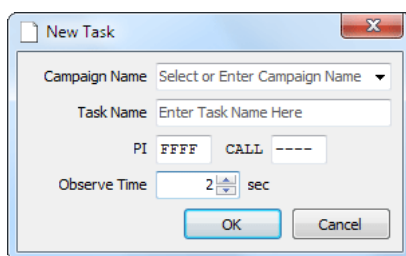 New Task
Campaign Name Select or Enter Campaign Name
Task Name Enter Task Name Here
PI FFFF CALL ----
Observe Time 2 sec
OK Cancel